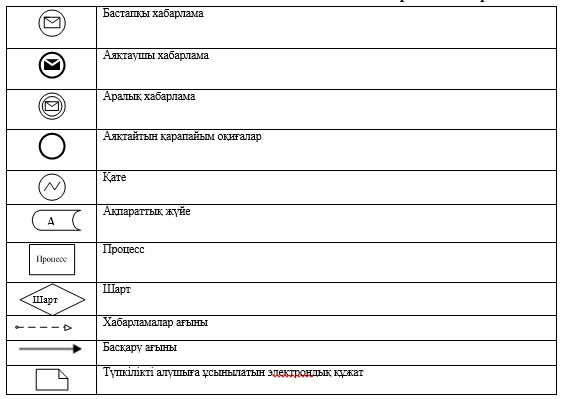 Бастапқы хабарлама
Аяқтаушы хабарлама
Аралық хабарлама
Аяқтайтын қарапайым оқиғалар
Қате
А
Ақпараттық жүйе
Процесс
Процесс
Шарт
Шарт
Хабарламалар ағыны
Басқару ағыны
Түпкілікті алушыға ұсынылатын электрондық құжат